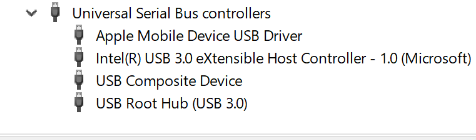 Universal Serial Bus controllers
Apple Mobile Device USB Driver
Intel(R) USB 3.0 eXtensible Host Controller - 1.0 (Microsoft)
USB Composite Device
USB Root Hub (USB 3.0)